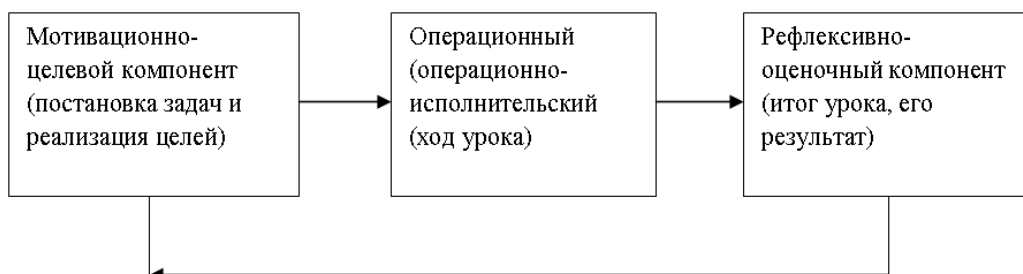 Мотивационно-
целевой компонент
(постановка задач и
реализация целей)
Операционный
(операционно-
исполнительский
(ход урока)
Рефлексивно-
оценочный компонент
(итог урока, его
результат)